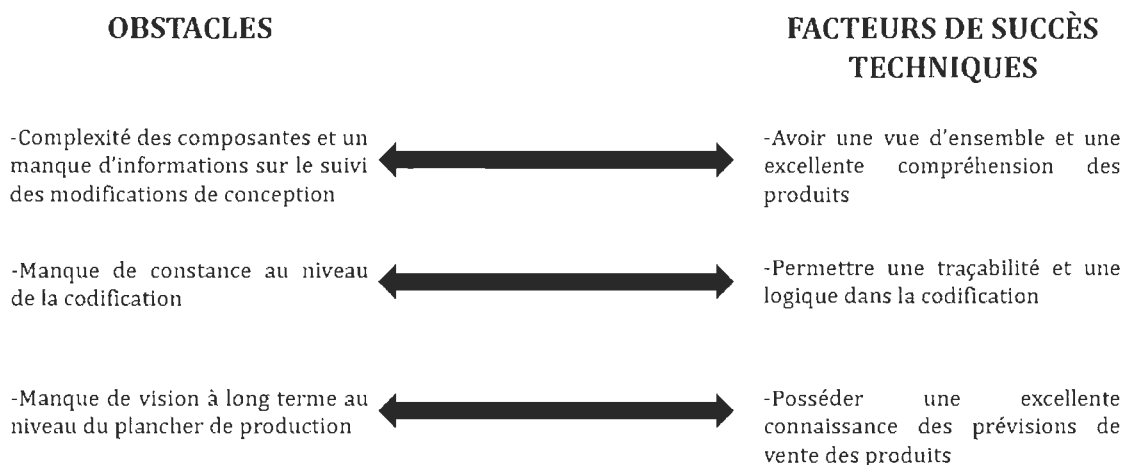 OBSTACLES
FACTEURS DE SUCCÈS
TECHNIQUES
-Complexité des composantes et un
manque d'informations sur le suivi
des modifications de conception
-Avoir une vue d'ensemble et une
excellente compréhension des
produits
-Manque de constance au niveau
de la codification
-Permettre une traçabilité et une
logique dans la codification
-Manque de vision à long terme au
niveau du plancher de production
-Posséder une excellente
connaissance des prévisions de
vente des produits